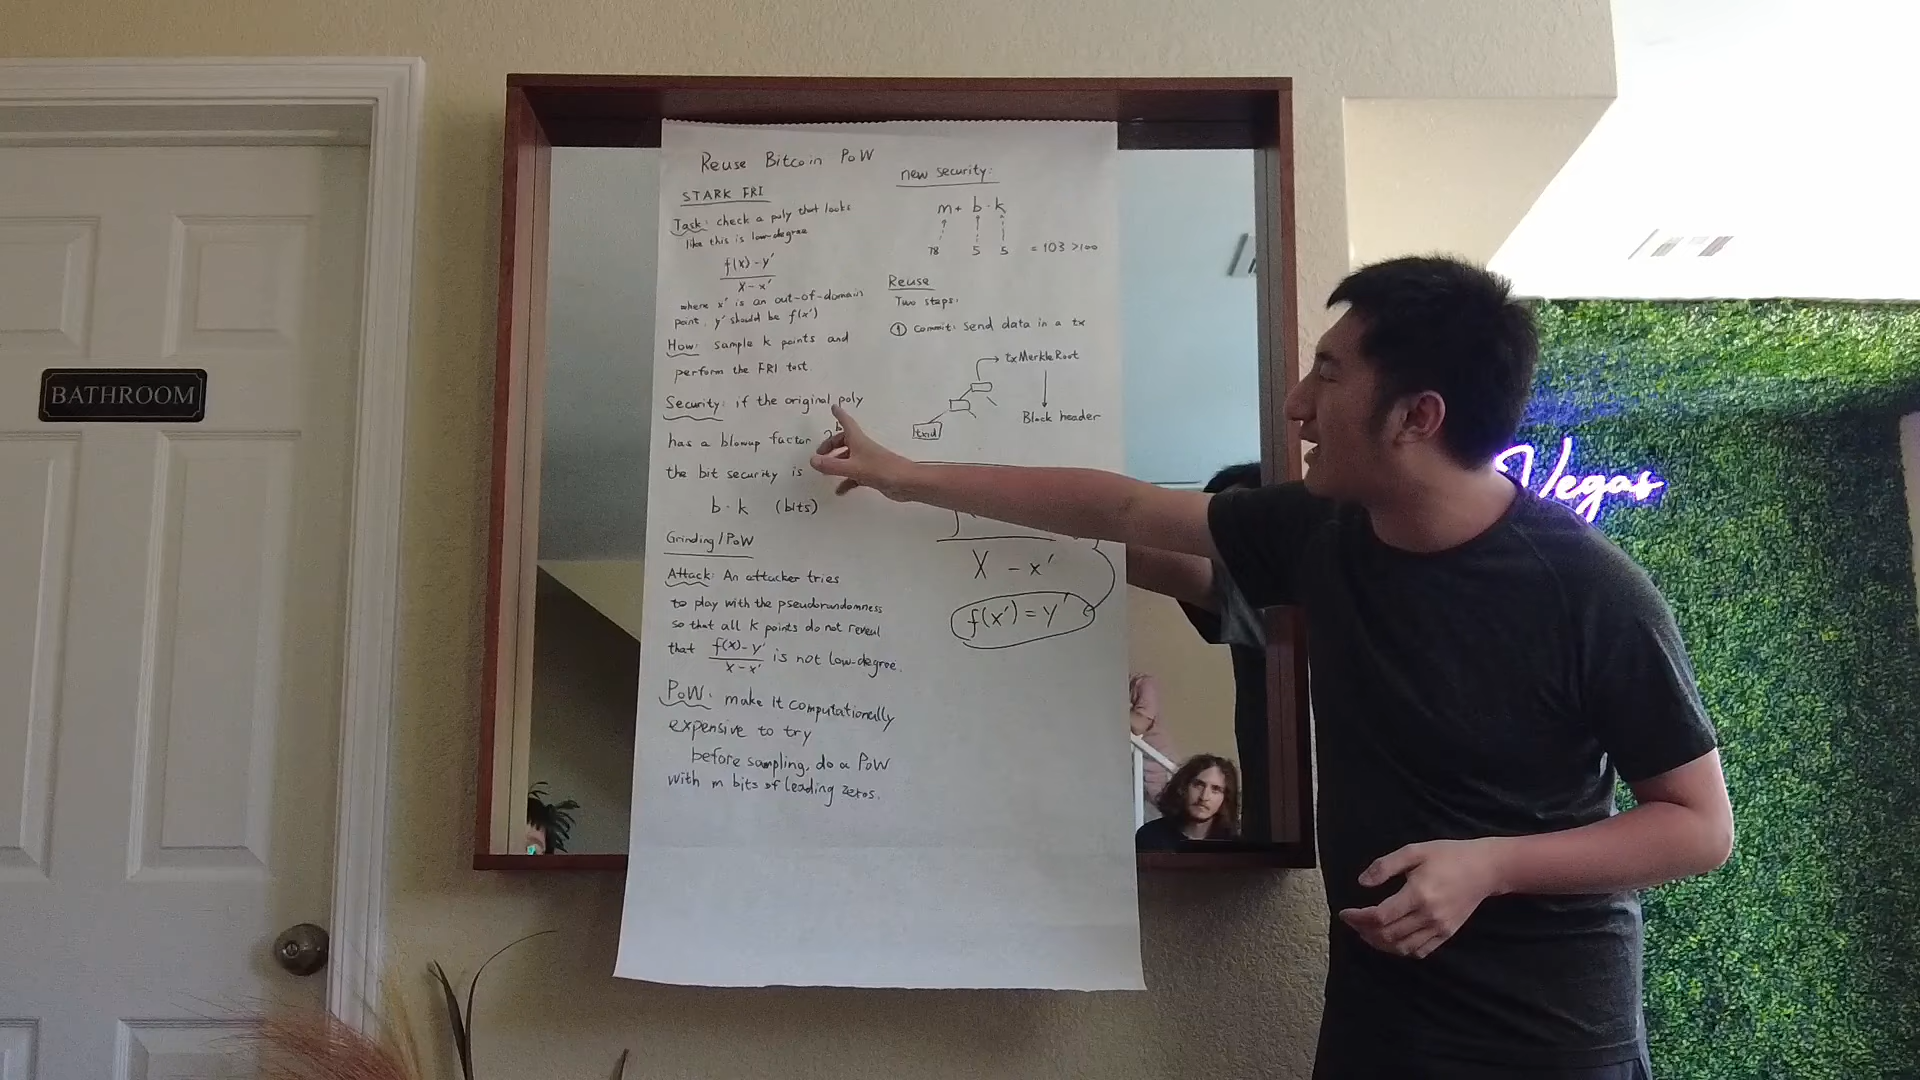 BATHROOM
Reuse Bitcoin PoW
STARK FRI
Task: check a poly that looks
like this is low-degree
f(x) - y'
x - x'
where x' is an out-of-domain
point, y' should be f(x')
How: sample k points and
perform the FRI test.
Security: if the original poly
has a blowup factor 2^b
the bit security is
b · k (bits)
Grinding/PoW
Attack: An attacker tries
to play with the pseudorandomness
so that all k points do not reveal
that f(x) - y' / x - x' is not low-degree.
PoW: make it computationally
expensive to try
before sampling, do a PoW
with m bits of leading zeros.
new security:
m + b · k
78 5 5 = 103 > 100
Reuse
Two steps:
① Commit: send data in a tx
txMerkleRoot
Block header
txid
X - x'
f(x') = y'
Vegas